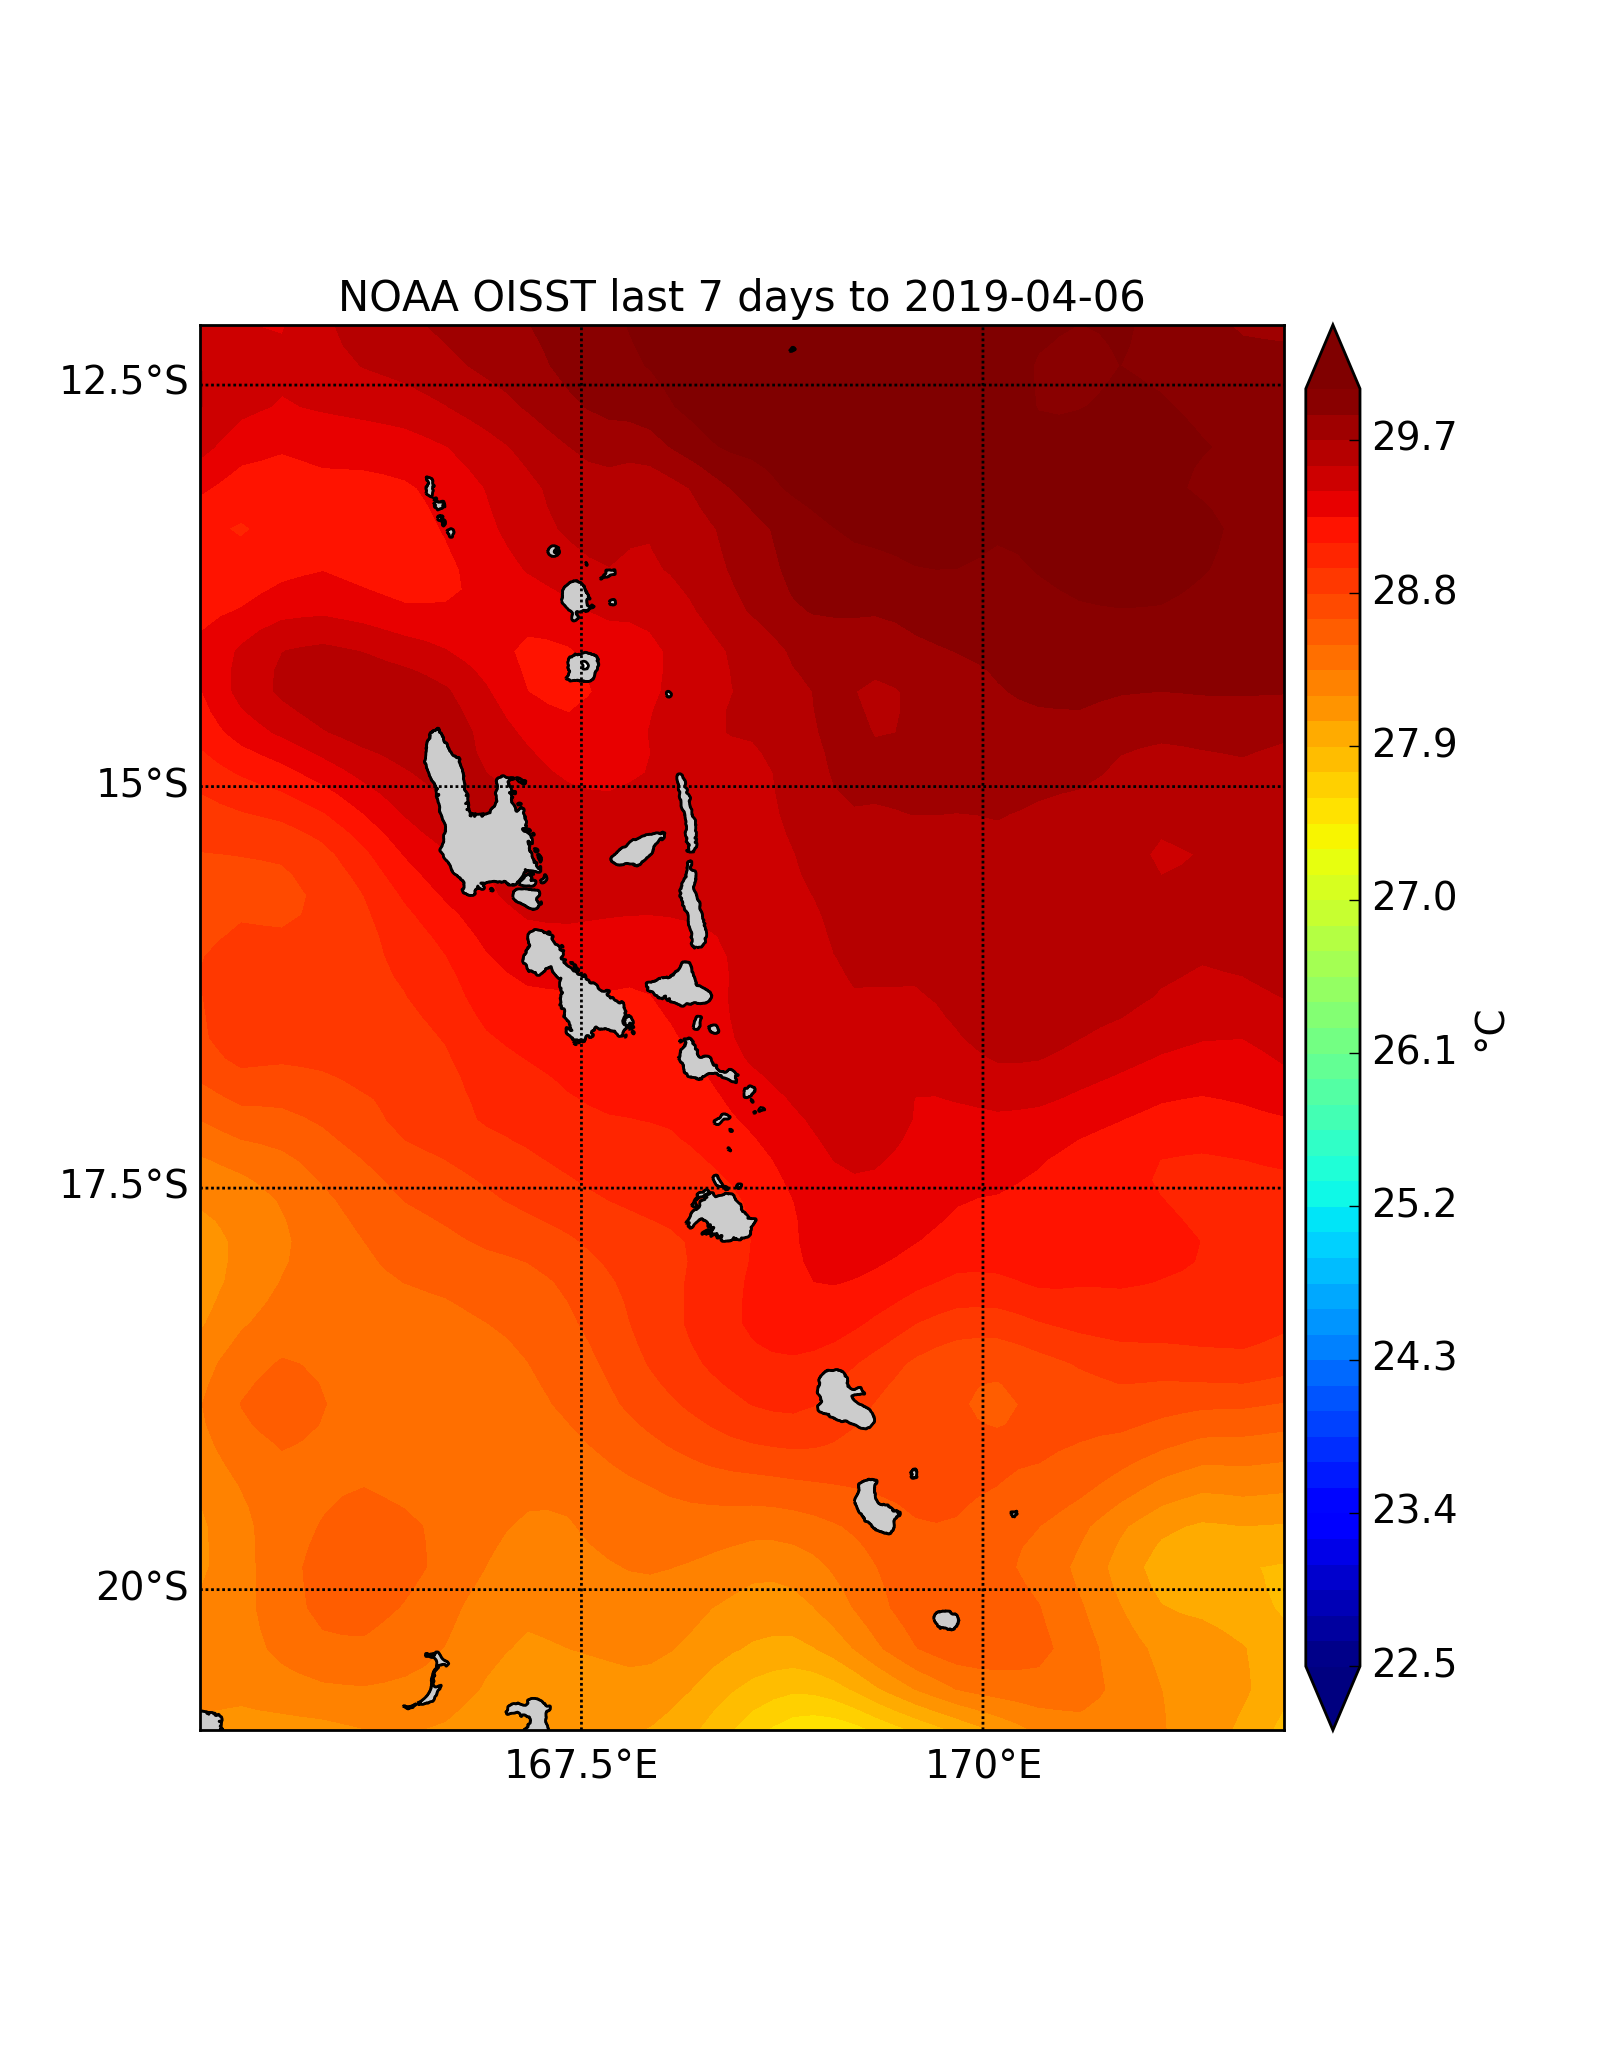 NOAA OISST last 7 days to 2019-04-06
12.5°S
15°S
17.5°S
20°S
167.5°E
170°E
29.7
28.8
27.9
27.0
26.1
25.2
24.3
23.4
22.5
°C